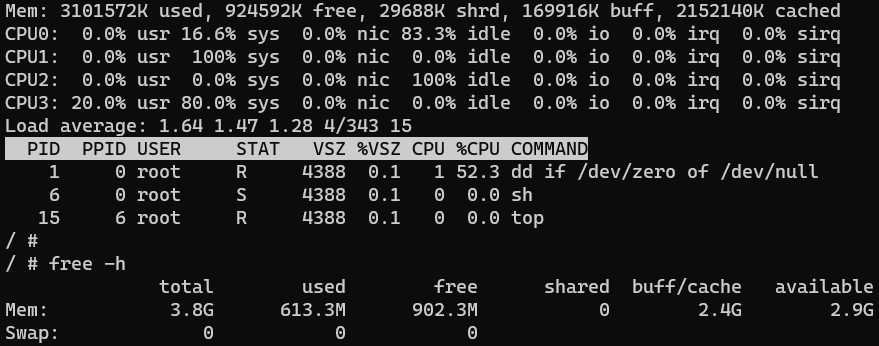 Mem: 3101572K used, 924592K free, 29688K shrd, 169916K buff, 2152140K cached
CPU0:  0.0% usr 16.6% sys  0.0% nic 83.3% idle  0.0% io  0.0% irq  0.0% sirq
CPU1:  0.0% usr  100% sys  0.0% nic  0.0% idle  0.0% io  0.0% irq  0.0% sirq
CPU2:  0.0% usr  0.0% sys  0.0% nic  100% idle  0.0% io  0.0% irq  0.0% sirq
CPU3: 20.0% usr 80.0% sys  0.0% nic  0.0% idle  0.0% io  0.0% irq  0.0% sirq
Load average: 1.64 1.47 1.28 4/343 15
  PID  PPID USER     STAT   VSZ %VSZ CPU %CPU COMMAND
    1     0 root     R     4388  0.1   1 52.3 dd if /dev/zero of /dev/null
    6     0 root     S     4388  0.1   0  0.0 sh
   15     6 root     R     4388  0.1   0  0.0 top
/ #
/ # free -h
              total        used        free      shared  buff/cache   available
Mem:           3.8G      613.3M      902.3M           0        2.4G        2.9G
Swap:             0           0           0